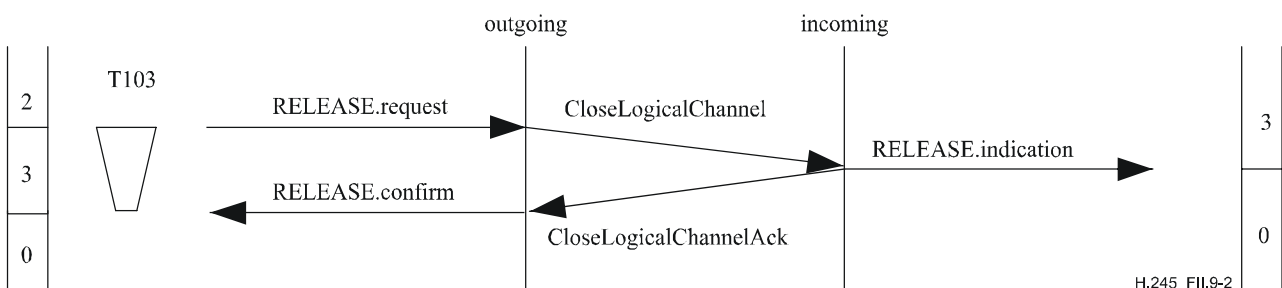 outgoing
incoming
T103
2
RELEASE.request
CloseLogicalChannel
3
RELEASE.indication
3
RELEASE.confirm
CloseLogicalChannelAck
0
0
H.245_FII.9-2